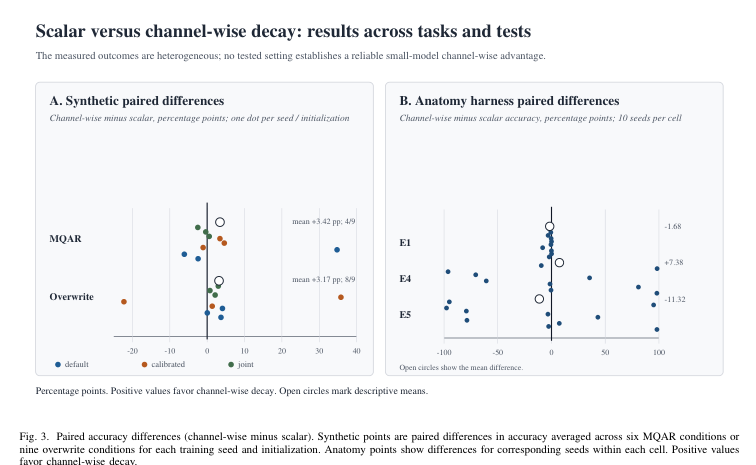 Scalar versus channel-wise decay: results across tasks and tests
The measured outcomes are heterogeneous; no tested setting establishes a reliable small-model channel-wise advantage.
A. Synthetic paired differences
Channel-wise minus scalar, percentage points; one dot per seed / initialization
MQAR
mean +3.42 pp; 4/9
Overwrite
mean +3.17 pp; 8/9
-20 -10 0 10 20 30 40
default calibrated joint
B. Anatomy harness paired differences
Channel-wise minus scalar accuracy, percentage points; 10 seeds per cell
E1
-1.68
E4
+7.38
E5
-11.32
-100 -50 0 50 100
Open circles show the mean difference.
Percentage points. Positive values favor channel-wise decay. Open circles mark descriptive means.
Fig. 3. Paired accuracy differences (channel-wise minus scalar). Synthetic points are paired differences in accuracy averaged across six MQAR conditions or
nine overwrite conditions for each training seed and initialization. Anatomy points show differences for corresponding seeds within each cell. Positive values
favor channel-wise decay.